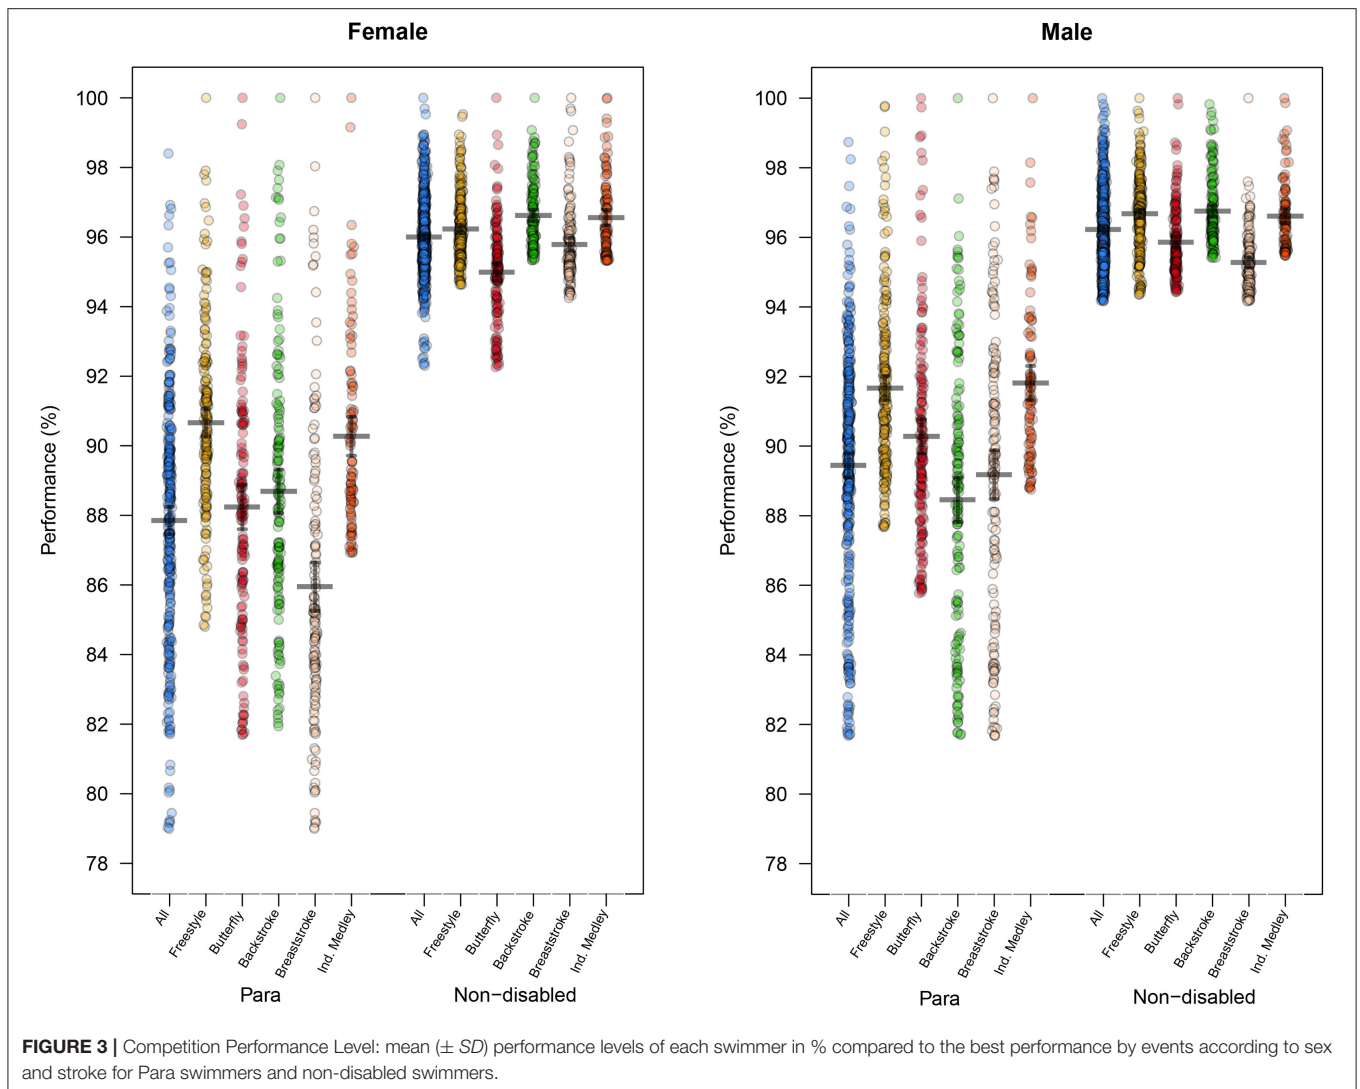 Female
Male
100
98
96
94
92
90
88
86
84
82
80
78
Performance (%)
All
Freestyle
Butterfly
Backstroke
Breaststroke
Ind. Medley
All
Freestyle
Butterfly
Backstroke
Breaststroke
Ind. Medley
Para
Non−disabled
100
98
96
94
92
90
88
86
84
82
80
78
Performance (%)
All
Freestyle
Butterfly
Backstroke
Breaststroke
Ind. Medley
All
Freestyle
Butterfly
Backstroke
Breaststroke
Ind. Medley
Para
Non−disabled
FIGURE 3 | Competition Performance Level: mean (± SD) performance levels of each swimmer in % compared to the best performance by events according to sex
and stroke for Para swimmers and non-disabled swimmers.